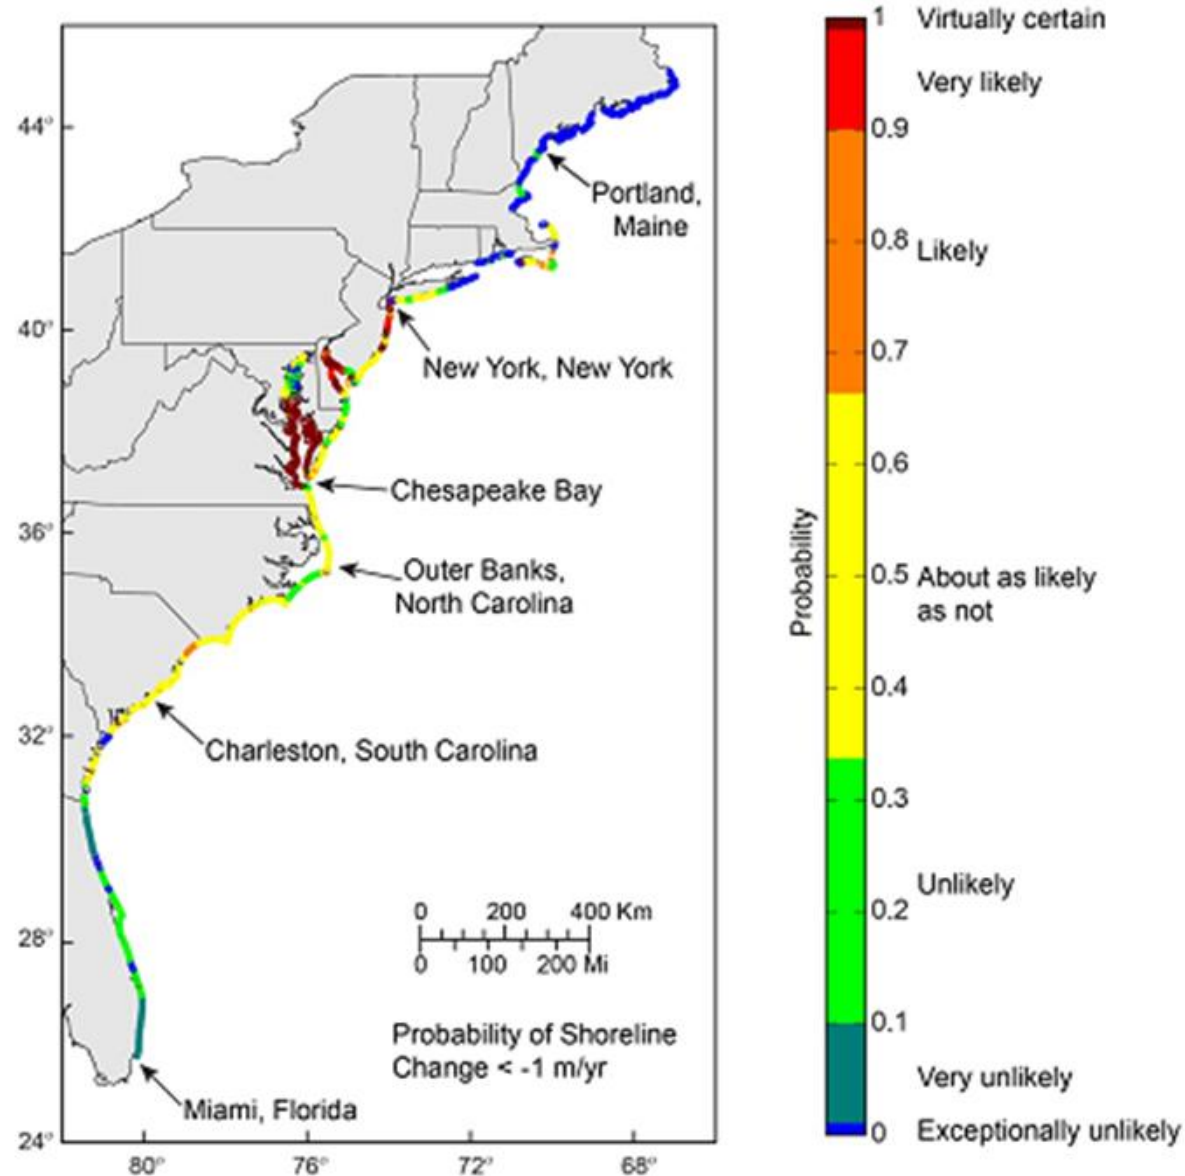 44°
40°
36°
32°
28°
24°
80°
76°
72°
68°
Portland,
Maine
New York, New York
Chesapeake Bay
Outer Banks,
North Carolina
Charleston, South Carolina
Miami, Florida
0 200 400 Km
0 100 200 Mi
Probability of Shoreline
Change < -1 m/yr
Probability
1
0.9
0.8
0.7
0.6
0.5
0.4
0.3
0.2
0.1
0
Virtually certain
Very likely
Likely
About as likely
as not
Unlikely
Very unlikely
Exceptionally unlikely